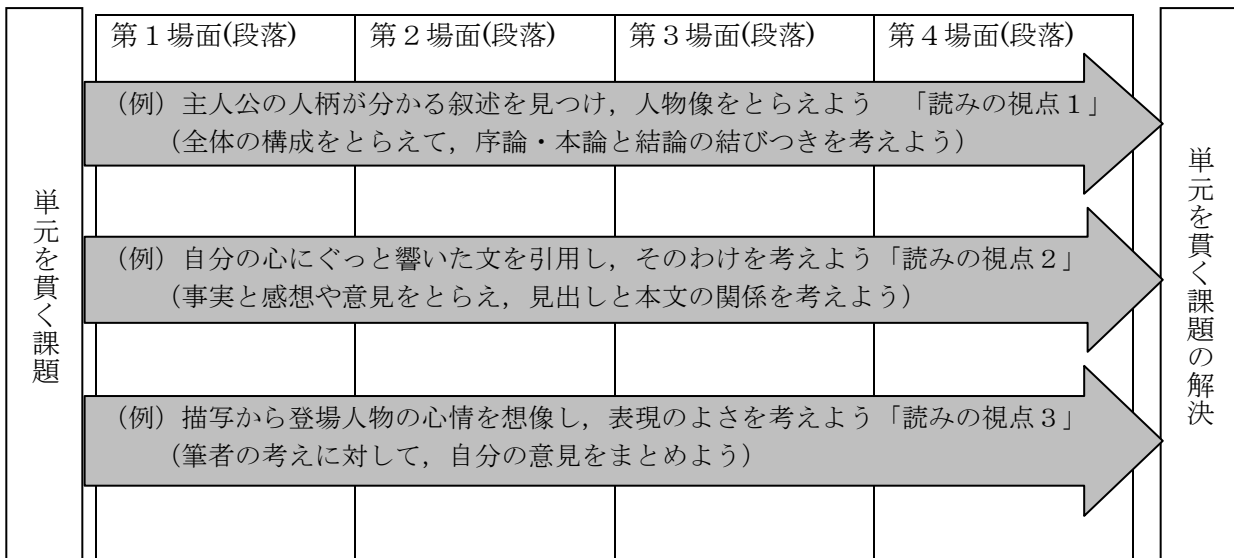 単元を貫く課題
第１場面(段落)
第２場面(段落)
第３場面(段落)
第４場面(段落)
（例）主人公の人柄が分かる叙述を見つけ，人物像をとらえよう　「読みの視点１」
（全体の構成をとらえて，序論・本論と結論の結びつきを考えよう）
（例）自分の心にぐっと響いた文を引用し，そのわけを考えよう「読みの視点２」
（事実と感想や意見をとらえ，見出しと本文の関係を考えよう）
（例）描写から登場人物の心情を想像し，表現のよさを考えよう「読みの視点３」
（筆者の考えに対して，自分の意見をまとめよう）
単元を貫く課題の解決